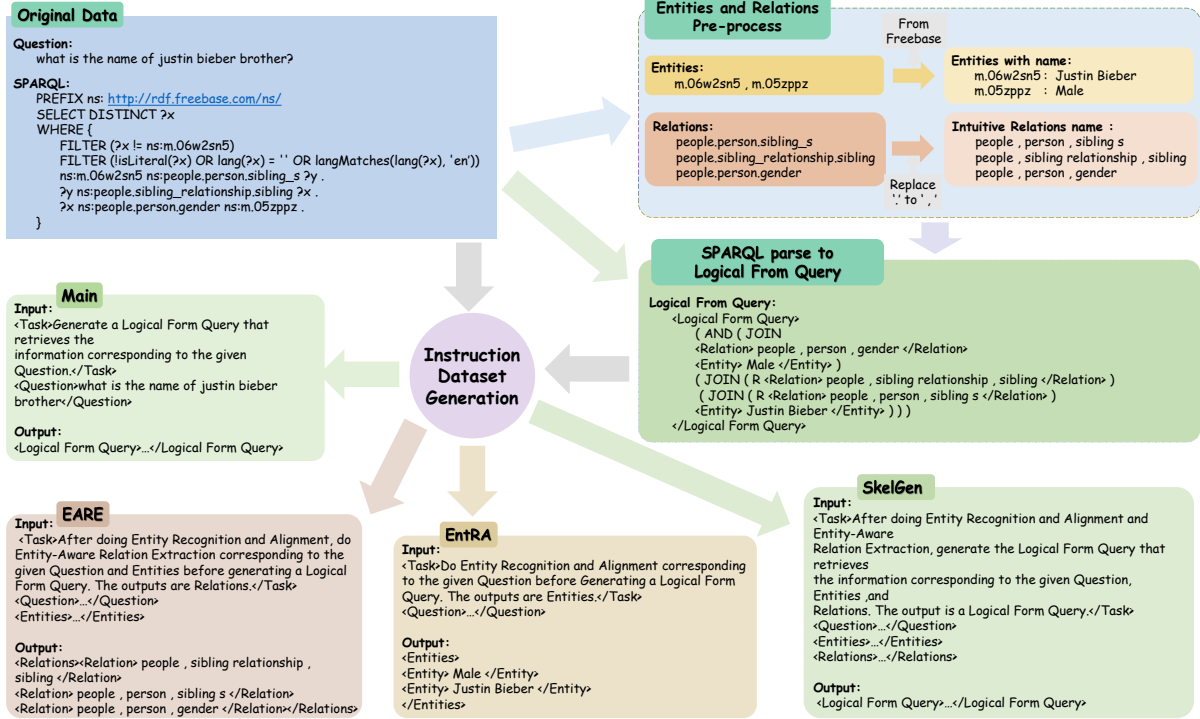 Original Data
Question:
what is the name of justin bieber brother?
SPARQL:
PREFIX ns: http://rdf.freebase.com/ns/
SELECT DISTINCT ?x
WHERE {
FILTER (?x != ns:m.06w2sn5)
FILTER (!isLiteral(?x) OR lang(?x) = '' OR langMatches(lang(?x), 'en'))
ns:m.06w2sn5 ns:people.person.sibling_s ?y .
?y ns:people.sibling_relationship.sibling ?x .
?x ns:people.person.gender ns:m.05zppz .
}
Entities and Relations
Pre-process
From
Freebase
Entities:
m.06w2sn5 , m.05zppz
Entities with name:
m.06w2sn5 : Justin Bieber
m.05zppz : Male
Relations:
people.person.sibling_s
people.sibling_relationship.sibling
people.person.gender
Intuitive Relations name :
people , person , sibling s
people , sibling relationship , sibling
people , person , gender
Replace
'.' to ' , '
SPARQL parse to
Logical From Query
Logical From Query:
<Logical Form Query>
( AND ( JOIN
<Relation> people , person , gender </Relation>
<Entity> Male </Entity> )
( JOIN ( R <Relation> people , sibling relationship , sibling </Relation> )
( JOIN ( R <Relation> people , person , sibling s </Relation> )
<Entity> Justin Bieber </Entity> ) ) )
</Logical Form Query>
Instruction
Dataset
Generation
Main
Input:
<Task>Generate a Logical Form Query that
retrieves the
information corresponding to the given
Question.</Task>
<Question>what is the name of justin bieber
brother</Question>
Output:
<Logical Form Query>…</Logical Form Query>
EARE
Input:
<Task>After doing Entity Recognition and Alignment, do
Entity-Aware Relation Extraction corresponding to the
given Question and Entities before generating a Logical
Form Query. The outputs are Relations.</Task>
<Question>…</Question>
<Entities>…</Entities>
Output:
<Relations><Relation> people , sibling relationship ,
sibling </Relation>
<Relation> people , person , sibling s </Relation>
<Relation> people , person , gender </Relation></Relations>
EntRA
Input:
<Task>Do Entity Recognition and Alignment corresponding
to the given Question before Generating a Logical Form
Query. The outputs are Entities.</Task>
<Question>…</Question>
Output:
<Entities>
<Entity> Male </Entity>
<Entity> Justin Bieber </Entity>
</Entities>
SkelGen
Input:
<Task>After doing Entity Recognition and Alignment and
Entity-Aware
Relation Extraction, generate the Logical Form Query that
retrieves
the information corresponding to the given Question,
Entities ,and
Relations. The output is a Logical Form Query.</Task>
<Question>…</Question>
<Entities>…</Entities>
<Relations>…</Relations>
Output:
<Logical Form Query>…</Logical Form Query>